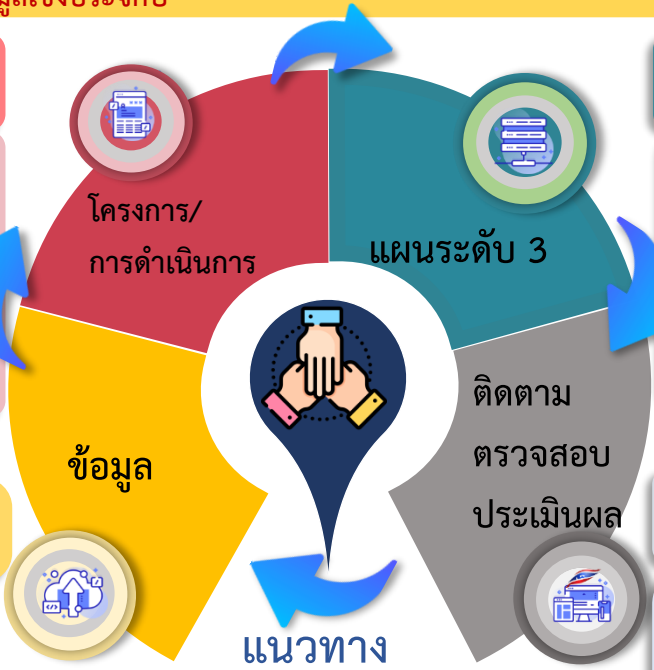 โครงการ/
การดำเนินการ
แผนระดับ 3
ข้อมูล
ติดตาม
ตรวจสอบ
ประเมินผล
แนวทาง